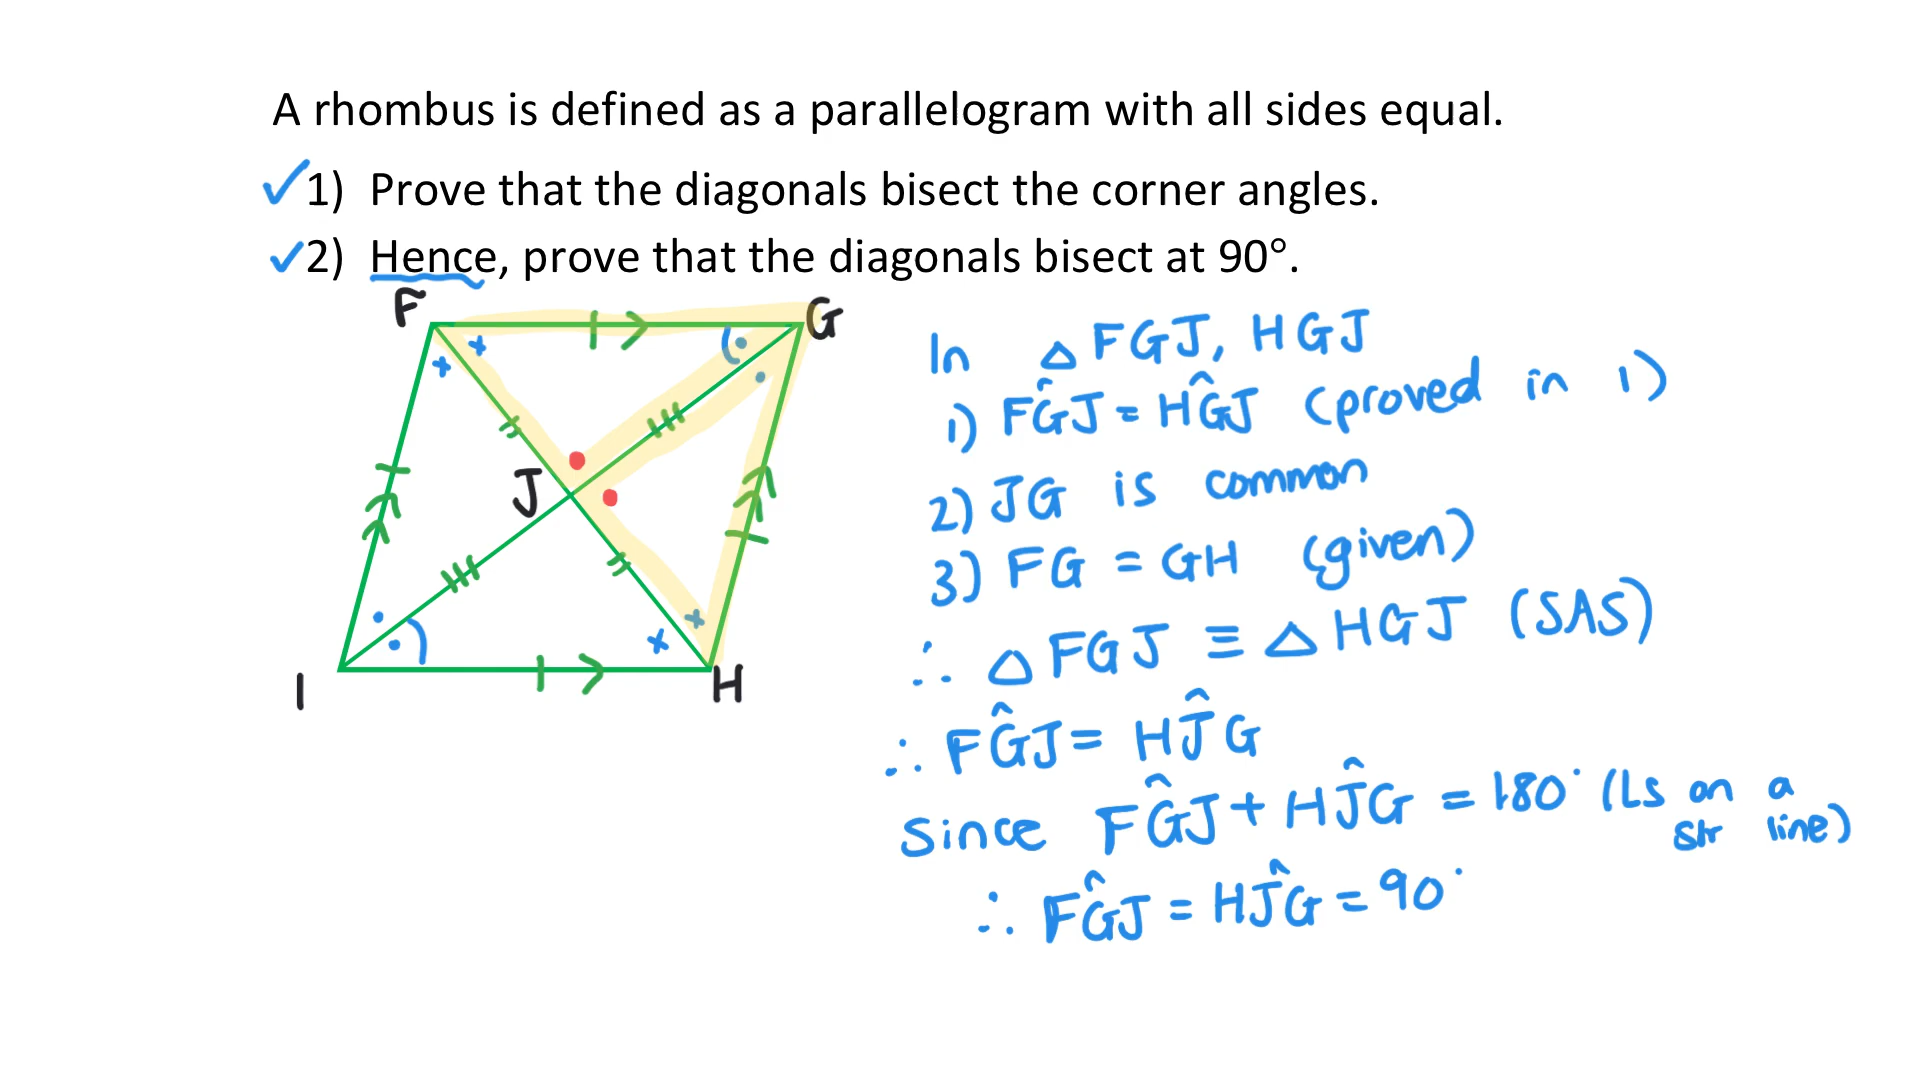 A rhombus is defined as a parallelogram with all sides equal.
✓1) Prove that the diagonals bisect the corner angles.
✓2) Hence, prove that the diagonals bisect at 90°.
F
G
J
I
H
In △ FGJ, HGJ
1) FĜJ = HĜJ (proved in 1)
2) JG is common
3) FG = GH (given)
∴ △ FGJ ≡ △ HGJ (SAS)
∴ FĜJ = HĴG
Since FĜJ + HĴG = 180° (Ls on a
str line)
∴ FĜJ = HĴG = 90°